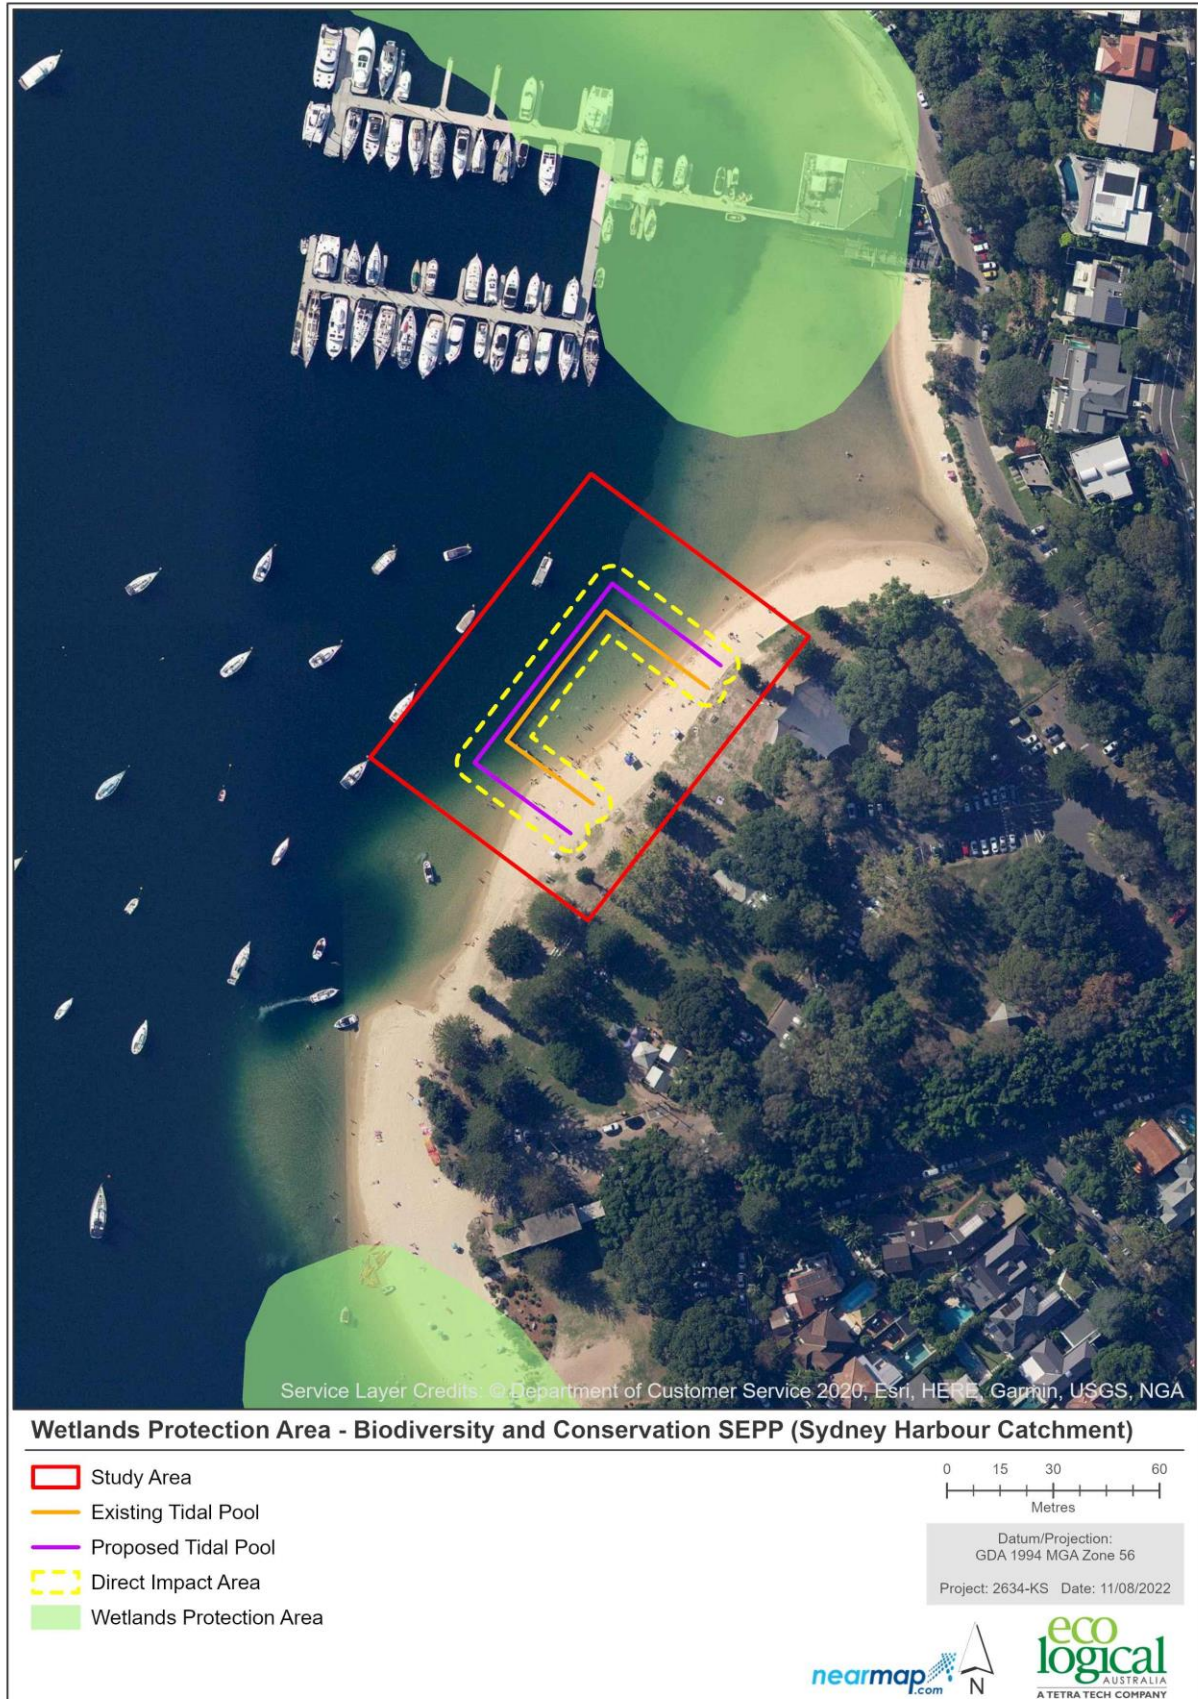 Service Layer Credits: © Department of Customer Service 2020, Esri, HERE, Garmin, USGS, NGA
Wetlands Protection Area - Biodiversity and Conservation SEPP (Sydney Harbour Catchment)
Study Area
Existing Tidal Pool
Proposed Tidal Pool
Direct Impact Area
Wetlands Protection Area
0 15 30 60
Metres
Datum/Projection:
GDA 1994 MGA Zone 56
Project: 2634-KS Date: 11/08/2022
nearmap
.com
N
eco
logical
AUSTRALIA
A TETRA TECH COMPANY